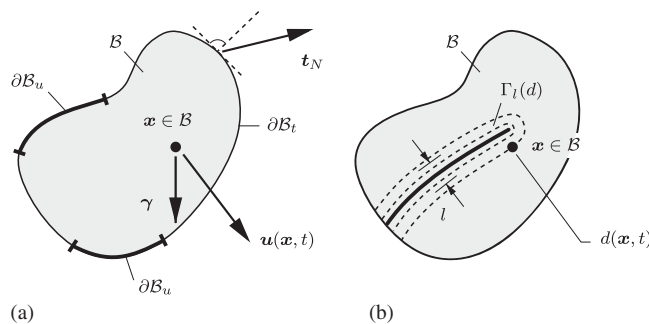 𝓑
𝒕_N
∂𝓑_u
𝒙 ∈ 𝓑
∂𝓑_t
𝜸
𝒖(𝒙, t)
∂𝓑_u
(a)
𝓑
Γ_l(d)
𝒙 ∈ 𝓑
l
d(𝒙, t)
(b)